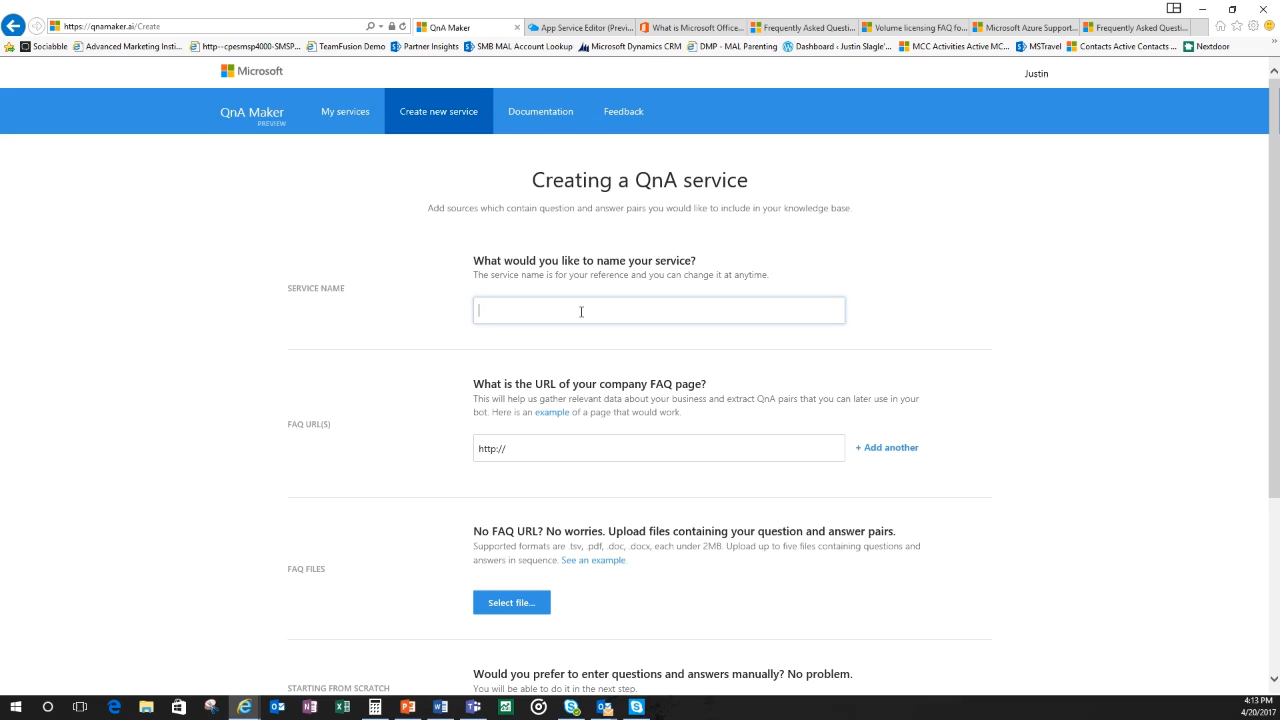 https://qnamaker.ai/Create
QnA Maker
App Service Editor (Previ...
What is Microsoft Office...
Frequently Asked Questi...
Volume licensing FAQ fo...
Microsoft Azure Support...
Frequently Asked Questi...
Sociabble
Advanced Marketing Insti...
http--cpesmsp4000-SMSP...
TeamFusion Demo
Partner Insights
SMB MAL Account Lookup
Microsoft Dynamics CRM
DMP - MAL Parenting
Dashboard ‹ Justin Slagle'...
MCC Activities Active MC...
MSTravel
Contacts Active Contacts ...
Nextdoor
Microsoft
Justin
QnA Maker
PREVIEW
My services
Create new service
Documentation
Feedback
Creating a QnA service
Add sources which contain question and answer pairs you would like to include in your knowledge base.
What would you like to name your service?
The service name is for your reference and you can change it at anytime.
SERVICE NAME
What is the URL of your company FAQ page?
This will help us gather relevant data about your business and extract QnA pairs that you can later use in your
bot. Here is an example of a page that would work.
FAQ URL(S)
http://
+ Add another
No FAQ URL? No worries. Upload files containing your question and answer pairs.
Supported formats are .tsv, .pdf, .doc, .docx, each under 2MB. Upload up to five files containing questions and
answers in sequence. See an example.
FAQ FILES
Select file...
Would you prefer to enter questions and answers manually? No problem.
STARTING FROM SCRATCH
You will be able to do it in the next step.
4:13 PM
4/20/2017